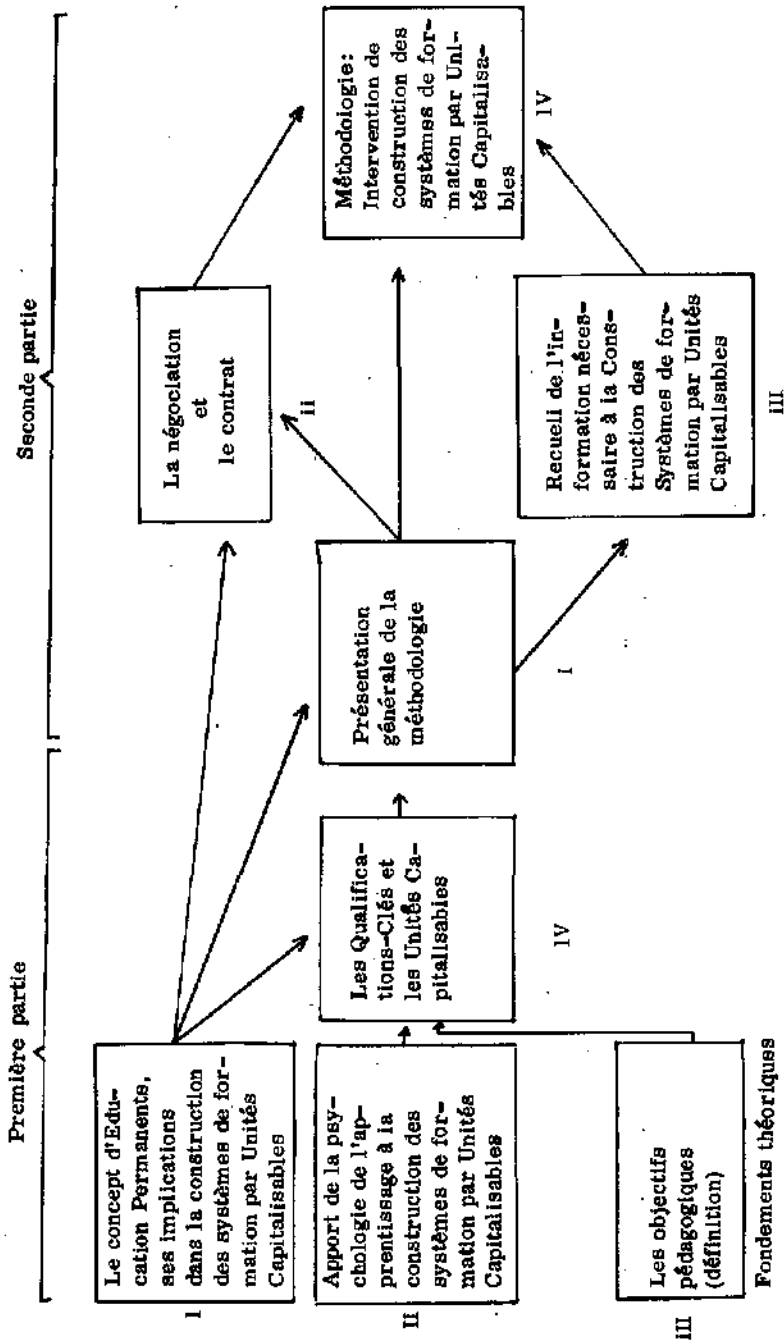 Première partie
Seconde partie
I
Le concept d'Edu-
cation Permanents,
ses implications
dans la construction
des systèmes de for-
mation par Unités
Capitalisables
II
Apport de la psy-
chologie de l'ap-
prentissage à la
construction des
systèmes de for-
mation par Unités
Capitalisables
III
Les objectifs
pédagogiques
(définition)
Fondements théoriques
Les Qualifica-
tions-Clés et
les Unités Ca-
pitalisables
IV
Présentation
générale de la
méthodologie
I
La négociation
et
le contrat
II
Recueil de l'in-
formation néces-
saire à la Cons-
truction des
Systèmes de for-
mation par Unités
Capitalisables
III
Méthodologie:
Intervention de
construction des
systèmes de for-
mation par Uni-
tés Capitalisa-
bles
IV